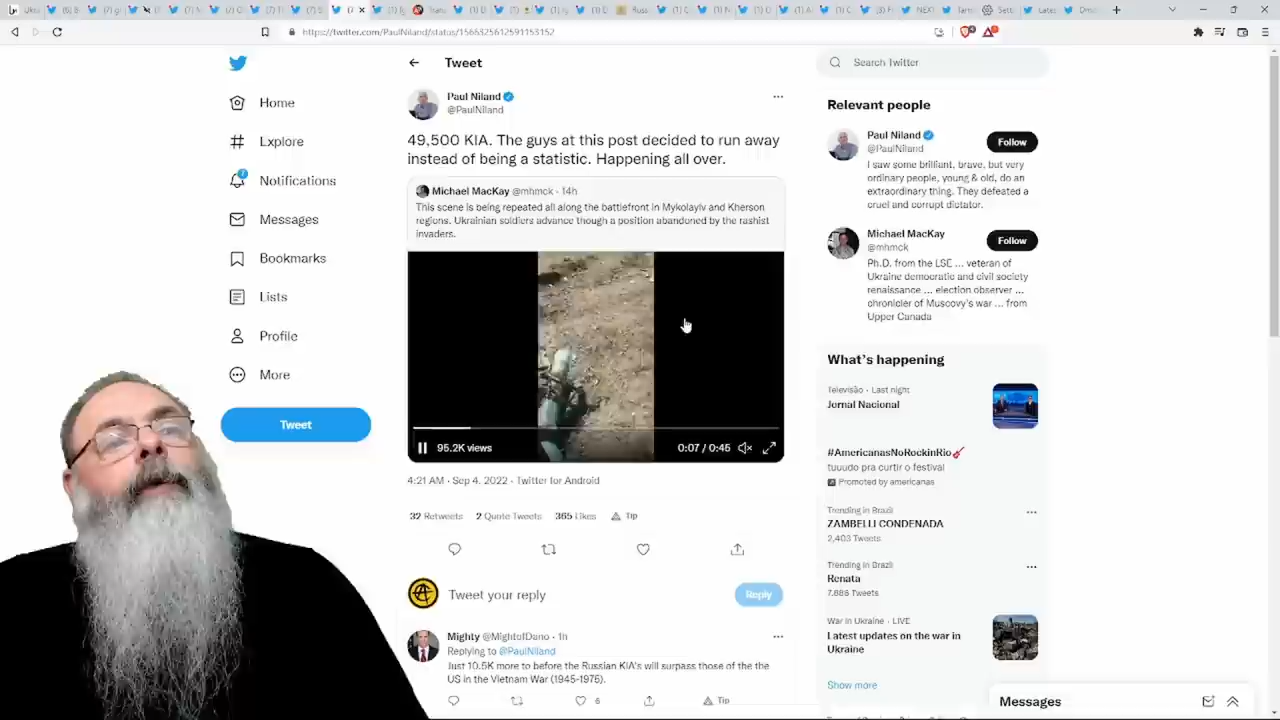 https://twitter.com/PaulNiland/status/1566325612591153152
Tweet
Search Twitter
Home
Explore
Notifications
Messages
Bookmarks
Lists
Profile
More
Tweet
Paul Niland
@PaulNiland
49,500 KIA. The guys at this post decided to run away
instead of being a statistic. Happening all over.
Michael MacKay @mhmck · 14h
This scene is being repeated all along the battlefront in Mykolayiv and Kherson
regions. Ukrainian soldiers advance though a position abandoned by the rashist
invaders.
95.2K views
0:07 / 0:45
4:21 AM · Sep 4, 2022 · Twitter for Android
32 Retweets 2 Quote Tweets 365 Likes Tip
Tweet your reply
Reply
Mighty @MightofDano · 1h
Replying to @PaulNiland
Just 10.5K more to before the Russian KIA's will surpass those of the the
US in the Vietnam War (1945-1975).
6
Tip
Relevant people
Paul Niland
@PaulNiland
Follow
I saw some brilliant, brave, but very
ordinary people, young & old, do an
extraordinary thing. They defeated a
cruel and corrupt dictator.
Michael MacKay
@mhmck
Follow
Ph.D. from the LSE ... veteran of
Ukraine democratic and civil society
renaissance ... election observer ...
chronicler of Muscovy's war ... from
Upper Canada
What's happening
Televisão · Last night
Jornal Nacional
#AmericanasNoRockinRio
tuuudo pra curtir o festival
Promoted by americanas
Trending in Brazil
ZAMBELLI CONDENADA
2,403 Tweets
Trending in Brazil
Renata
7,688 Tweets
War in Ukraine · LIVE
Latest updates on the war in
Ukraine
Show more
Messages